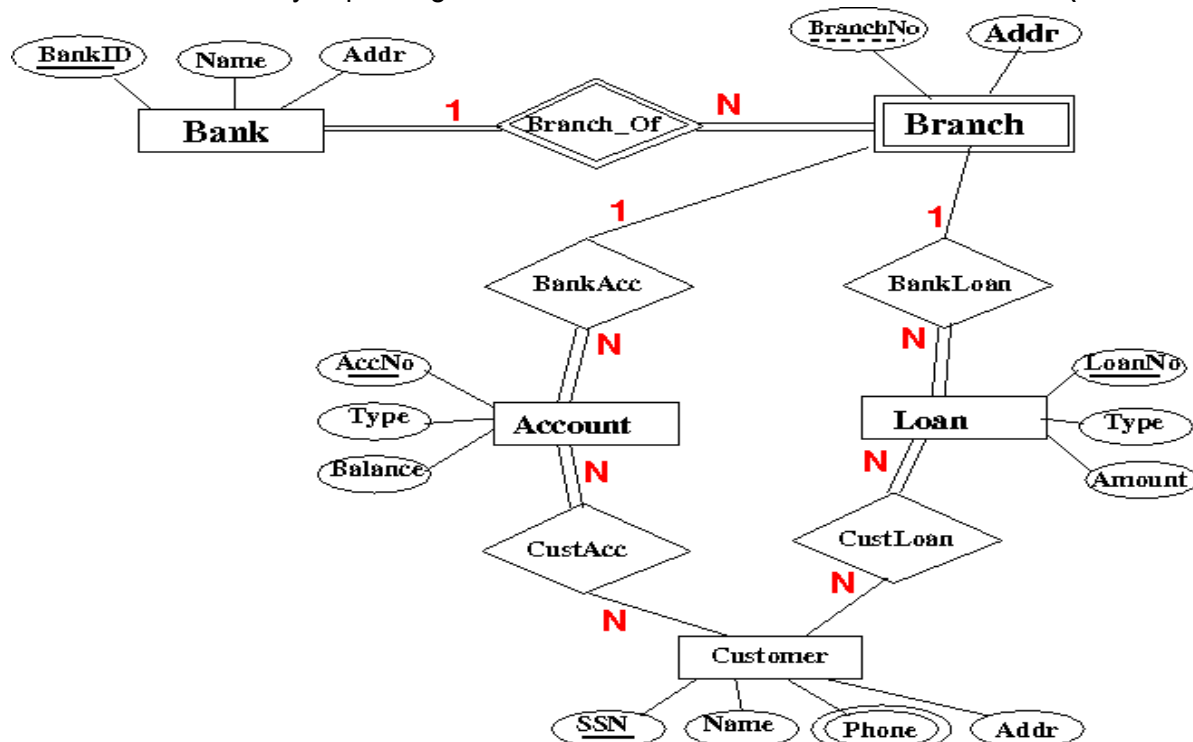 BankID
Name
Addr
BranchNo
Addr
Bank
1
Branch_Of
N
Branch
1
1
BankAcc
BankLoan
N
N
AccNo
Type
Balance
Account
Loan
LoanNo
Type
Amount
N
N
CustAcc
CustLoan
N
N
Customer
SSN
Name
Phone
Addr